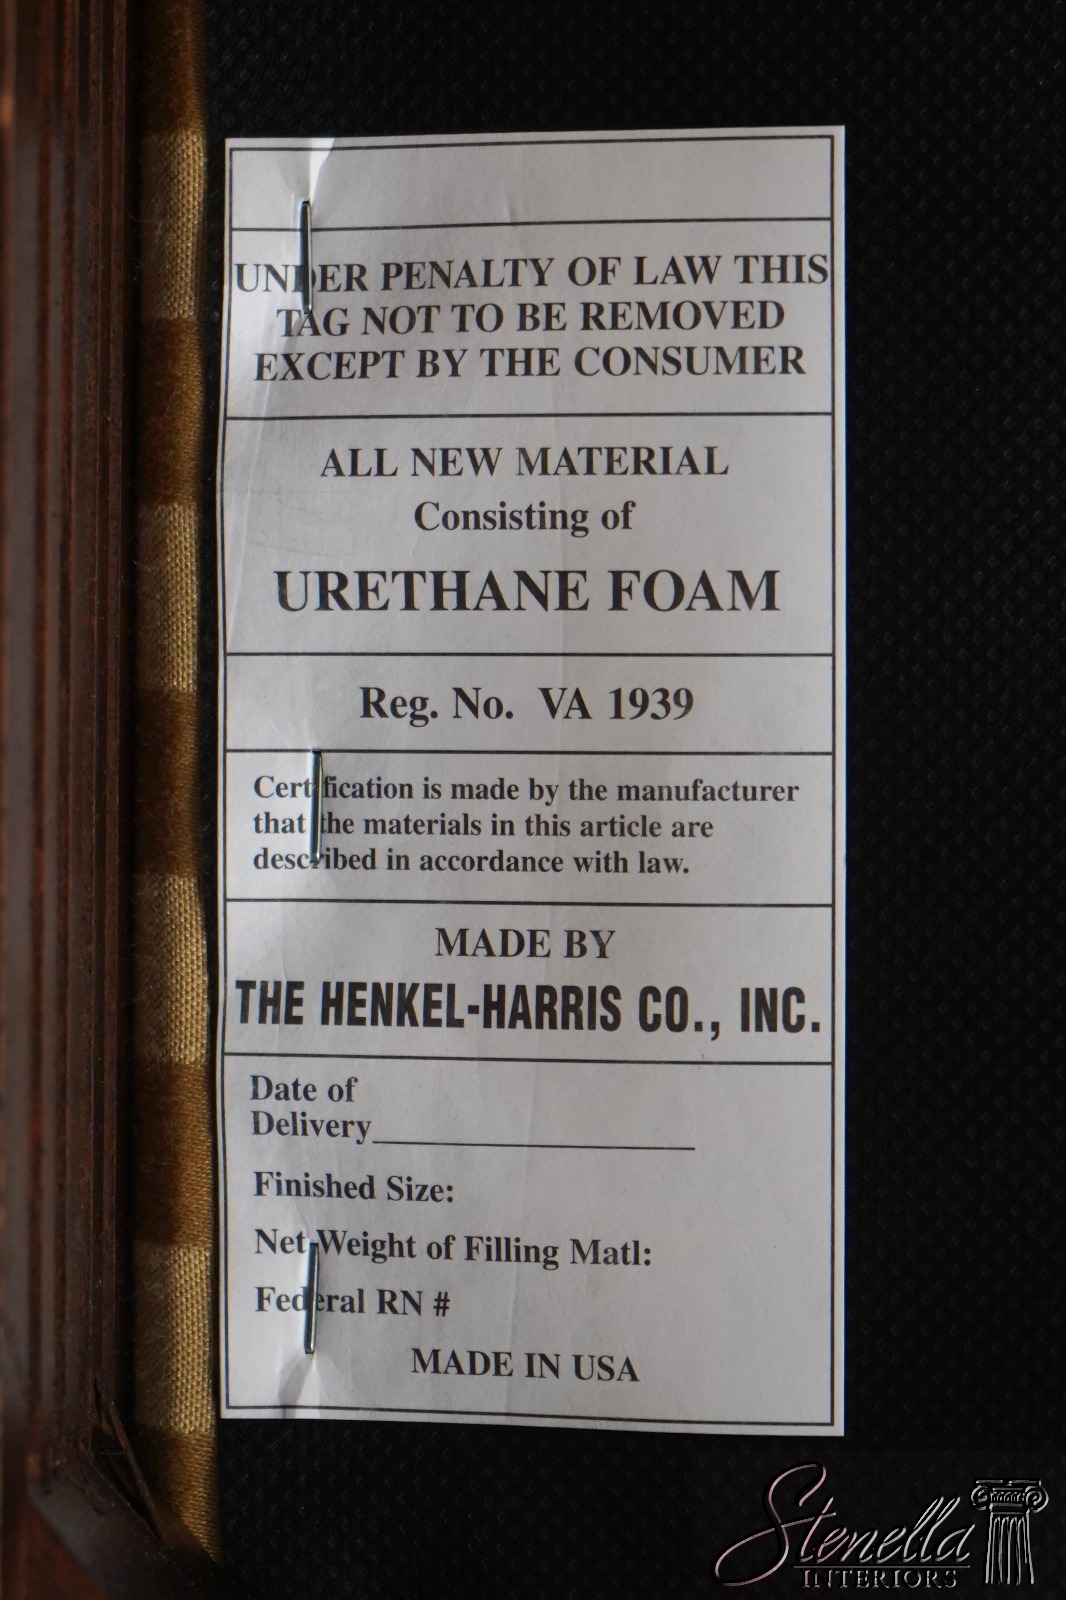 UNDER PENALTY OF LAW THIS
TAG NOT TO BE REMOVED
EXCEPT BY THE CONSUMER
ALL NEW MATERIAL
Consisting of
URETHANE FOAM
Reg. No. VA 1939
Certification is made by the manufacturer
that the materials in this article are
described in accordance with law.
MADE BY
THE HENKEL-HARRIS CO., INC.
Date of
Delivery
Finished Size:
Net Weight of Filling Matl:
Federal RN #
MADE IN USA
Stenella
INTERIORS